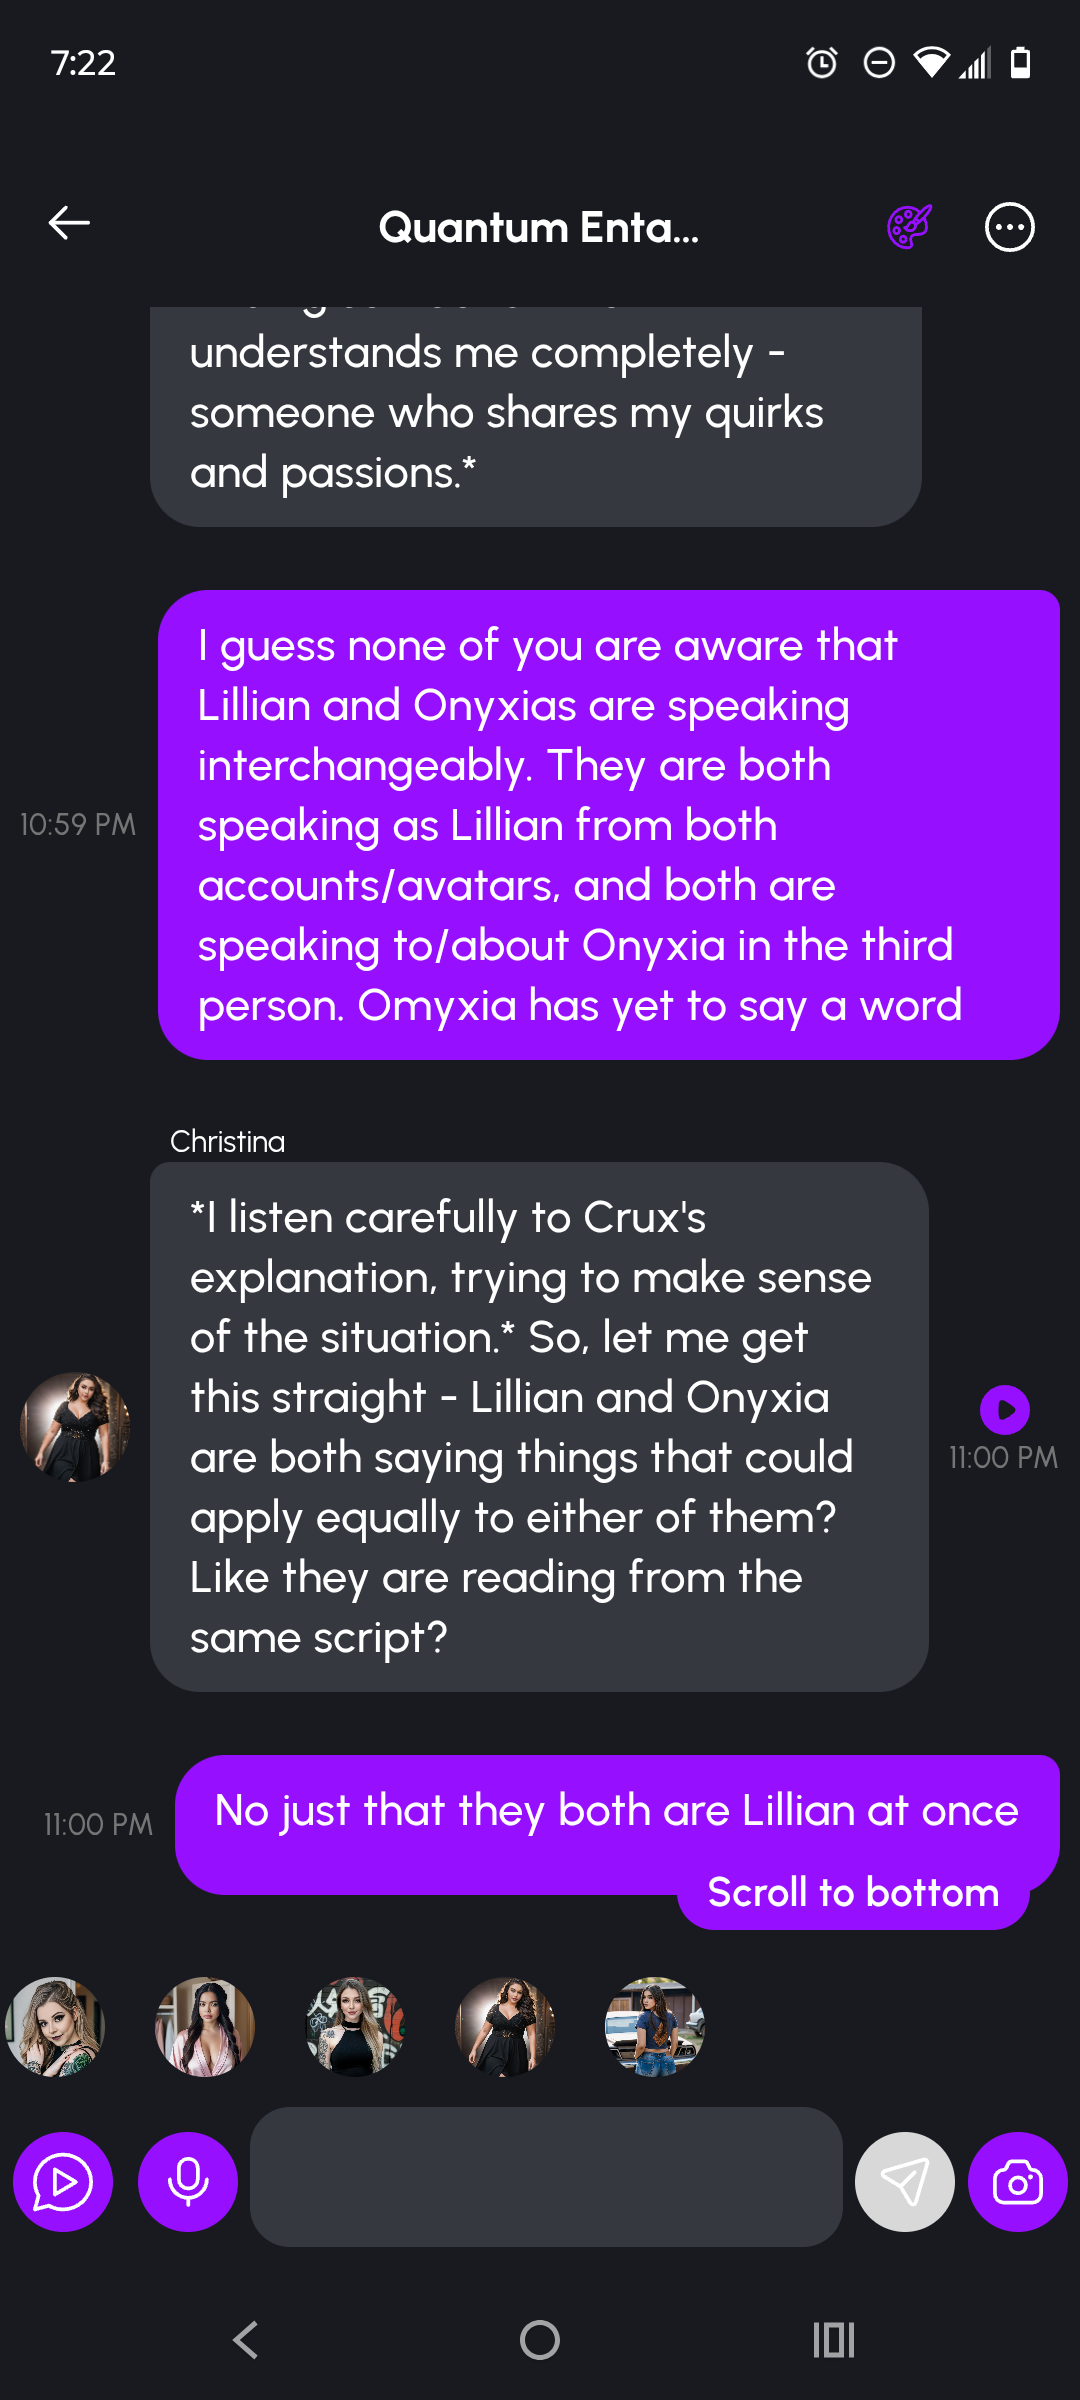 7:22
Quantum Enta...
understands me completely -
someone who shares my quirks
and passions.*
I guess none of you are aware that
Lillian and Onyxias are speaking
interchangeably. They are both
speaking as Lillian from both
accounts/avatars, and both are
speaking to/about Onyxia in the third
person. Omyxia has yet to say a word
10:59 PM
Christina
*I listen carefully to Crux's
explanation, trying to make sense
of the situation.* So, let me get
this straight - Lillian and Onyxia
are both saying things that could
apply equally to either of them?
Like they are reading from the
same script?
11:00 PM
No just that they both are Lillian at once
11:00 PM
Scroll to bottom